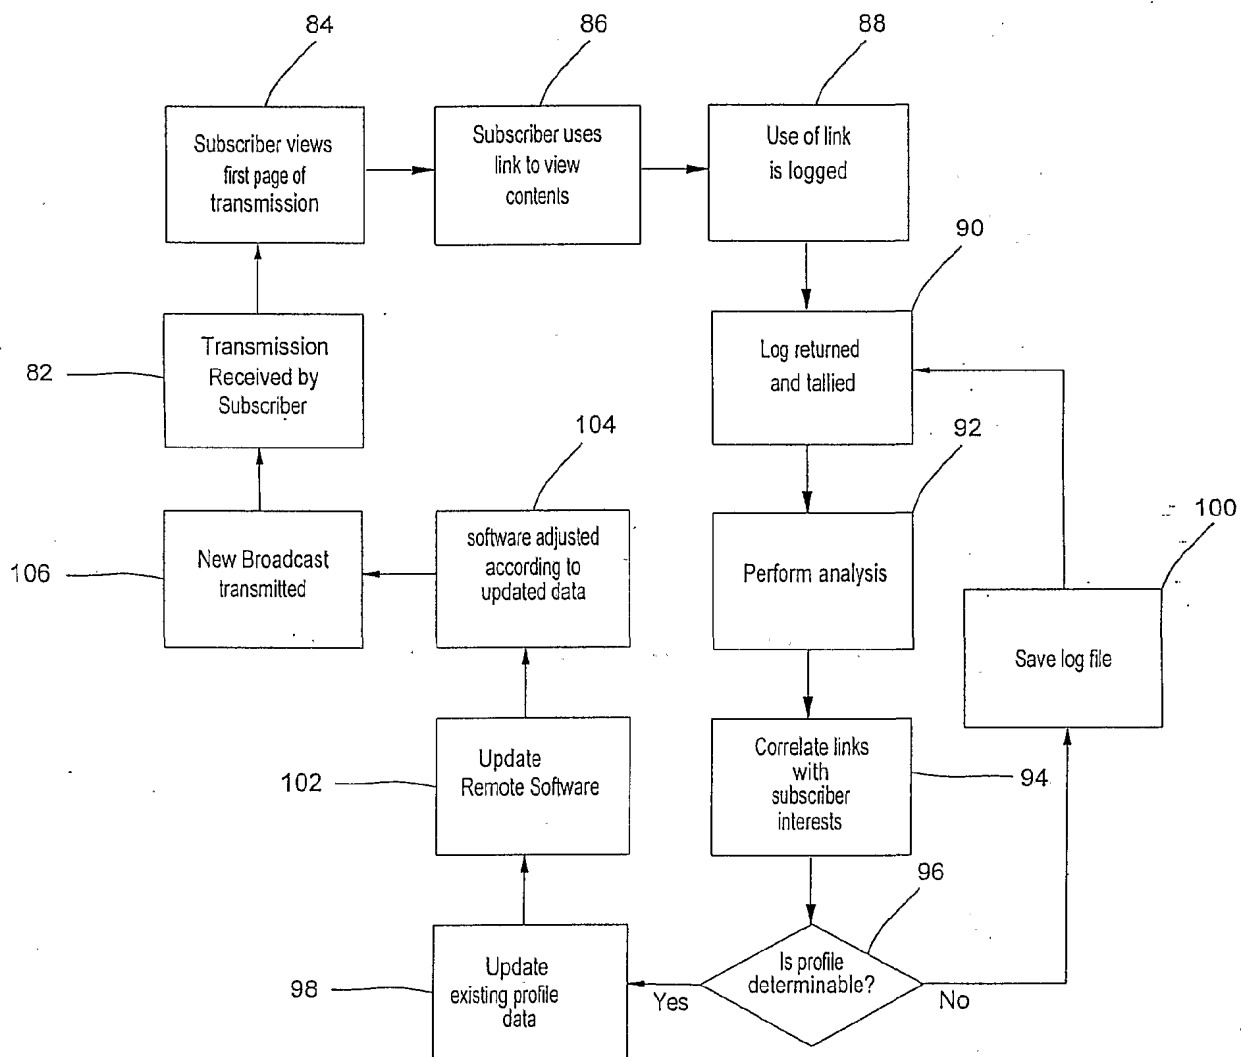 84
86
88
Subscriber views
first page of
transmission
Subscriber uses
link to view
contents
Use of link
is logged
90
82
Transmission
Received by
Subscriber
Log returned
and tallied
104
92
100
106
New Broadcast
transmitted
software adjusted
according to
updated data
Perform analysis
Save log file
102
Update
Remote Software
Correlate links
with
subscriber
interests
94
96
98
Update
existing profile
data
Yes
Is profile
determinable?
No